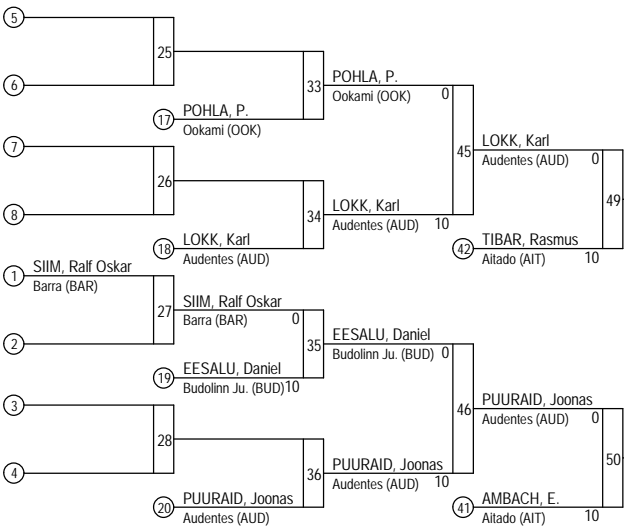 5
25
6
33
POHLA, P.
Ookami (OOK) 0
17 POHLA, P.
Ookami (OOK)
7
45
LOKK, Karl
Audentes (AUD) 0
26
8
34
LOKK, Karl
Audentes (AUD) 10
49
18 LOKK, Karl
Audentes (AUD)
42 TIBAR, Rasmus
Aitado (AIT) 10
1 SIIM, Ralf Oskar
Barra (BAR)
27
SIIM, Ralf Oskar
Barra (BAR) 0
2
35
EESALU, Daniel
Budolinn Ju. (BUD) 0
19 EESALU, Daniel
Budolinn Ju. (BUD) 10
3
46
PUURAID, Joonas
Audentes (AUD) 0
28
4
36
PUURAID, Joonas
Audentes (AUD) 10
50
20 PUURAID, Joonas
Audentes (AUD)
41 AMBACH, E.
Aitado (AIT) 10